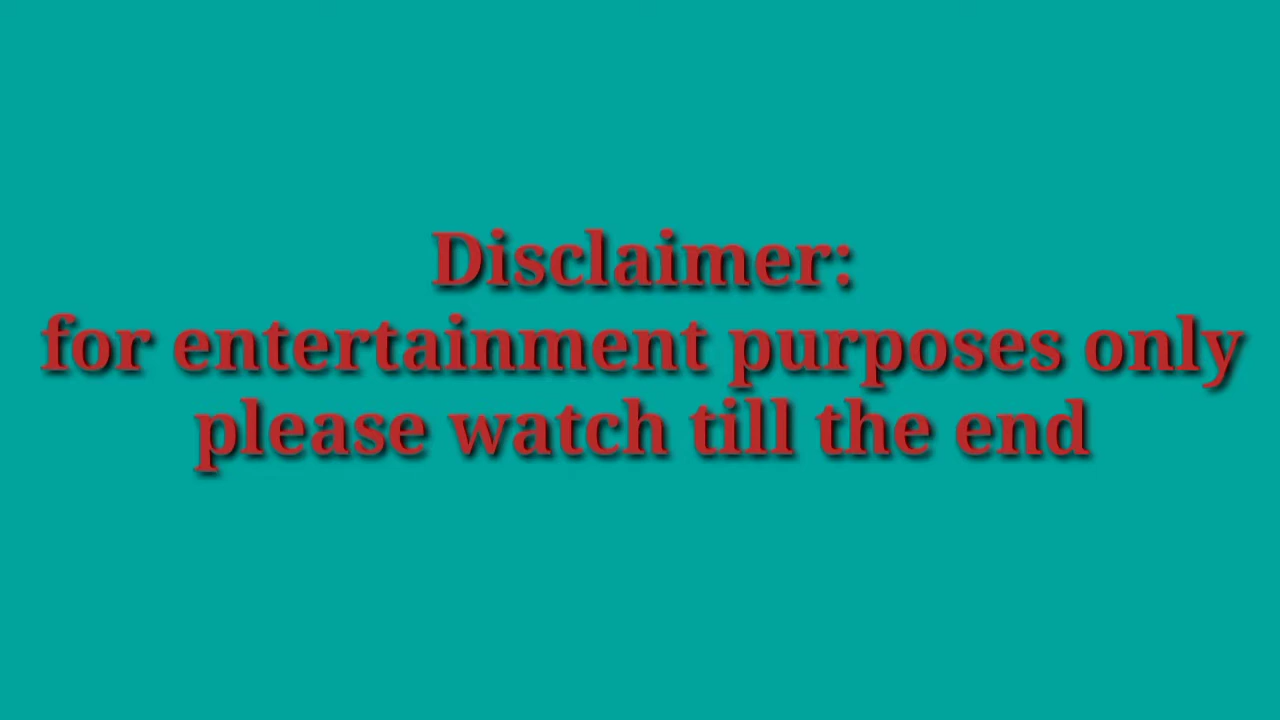 Disclaimer:
for entertainment purposes only
please watch till the end